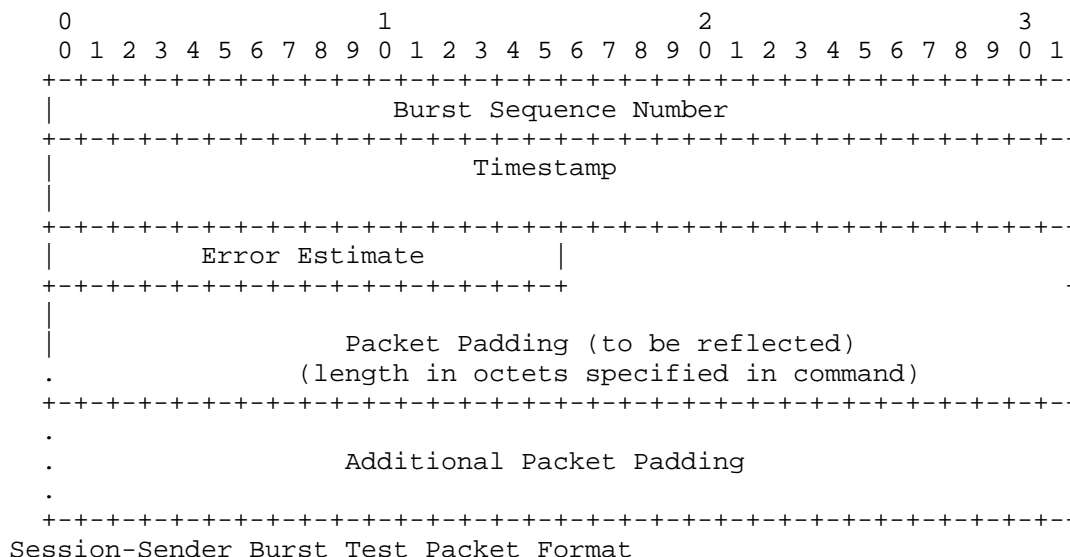 0                   1                   2                   3
 0 1 2 3 4 5 6 7 8 9 0 1 2 3 4 5 6 7 8 9 0 1 2 3 4 5 6 7 8 9 0 1
+-+-+-+-+-+-+-+-+-+-+-+-+-+-+-+-+-+-+-+-+-+-+-+-+-+-+-+-+-+-+-+-+-
|                     Burst Sequence Number
+-+-+-+-+-+-+-+-+-+-+-+-+-+-+-+-+-+-+-+-+-+-+-+-+-+-+-+-+-+-+-+-+-
|                          Timestamp
|
+-+-+-+-+-+-+-+-+-+-+-+-+-+-+-+-+-+-+-+-+-+-+-+-+-+-+-+-+-+-+-+-+-
|         Error Estimate        |
+-+-+-+-+-+-+-+-+-+-+-+-+-+-+-+-+                               -
|
|                  Packet Padding (to be reflected)
.               (length in octets specified in command)
+-+-+-+-+-+-+-+-+-+-+-+-+-+-+-+-+-+-+-+-+-+-+-+-+-+-+-+-+-+-+-+-+-
.
.                  Additional Packet Padding
.
+-+-+-+-+-+-+-+-+-+-+-+-+-+-+-+-+-+-+-+-+-+-+-+-+-+-+-+-+-+-+-+-+-
Session-Sender Burst Test Packet Format